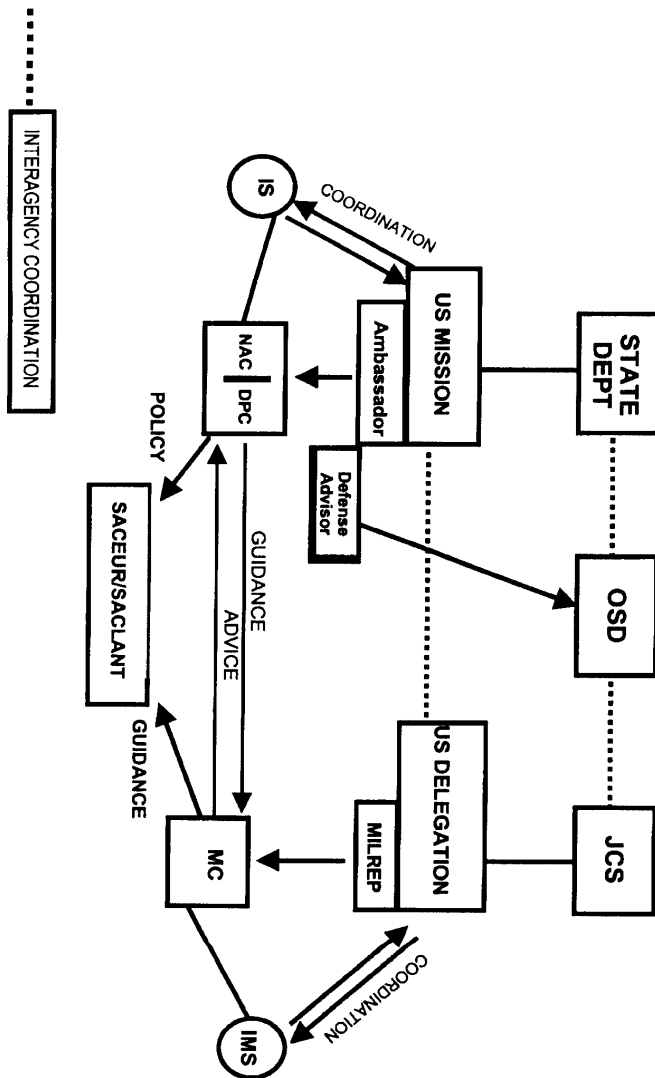 STATE
DEPT
OSD
JCS
US MISSION
Ambassador
Defense
Advisor
US DELEGATION
MILREP
COORDINATION
COORDINATION
IS
NAC
DPC
GUIDANCE
ADVICE
MC
IMS
POLICY
GUIDANCE
SACEUR/SACLANT
INTERAGENCY COORDINATION